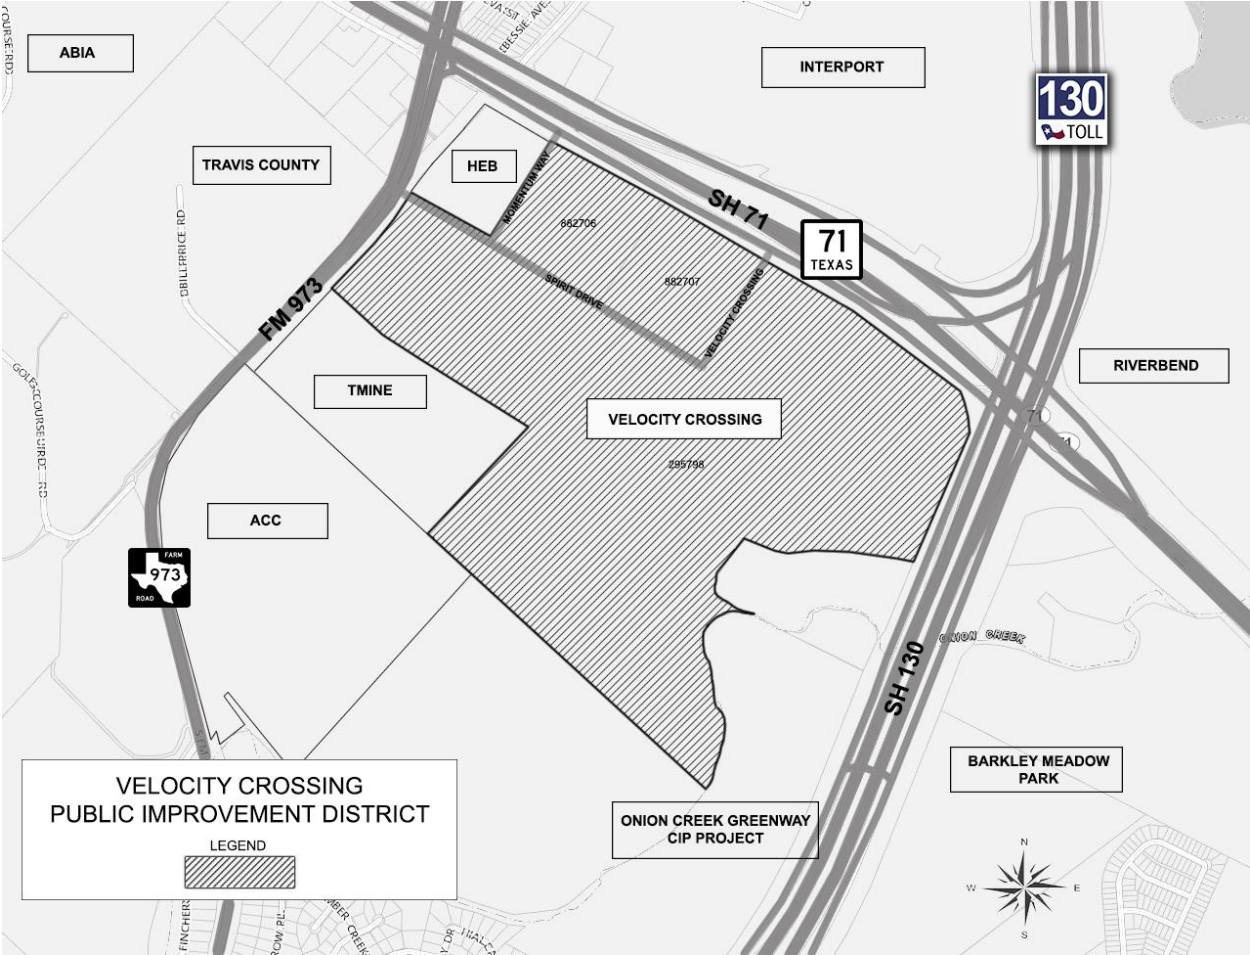 ABIA
INTERPORT
130
TOLL
TRAVIS COUNTY
HEB
MOMENTUM WAY
SH 71
71
TEXAS
882706
882707
SPIRIT DRIVE
VELOCITY CROSSING
FM 973
TMINE
RIVERBEND
VELOCITY CROSSING
295798
71
ACC
FARM
973
ROAD
ONION CREEK
SH 130
BARKLEY MEADOW
PARK
VELOCITY CROSSING
PUBLIC IMPROVEMENT DISTRICT
LEGEND
ONION CREEK GREENWAY
CIP PROJECT
N
W
E
S